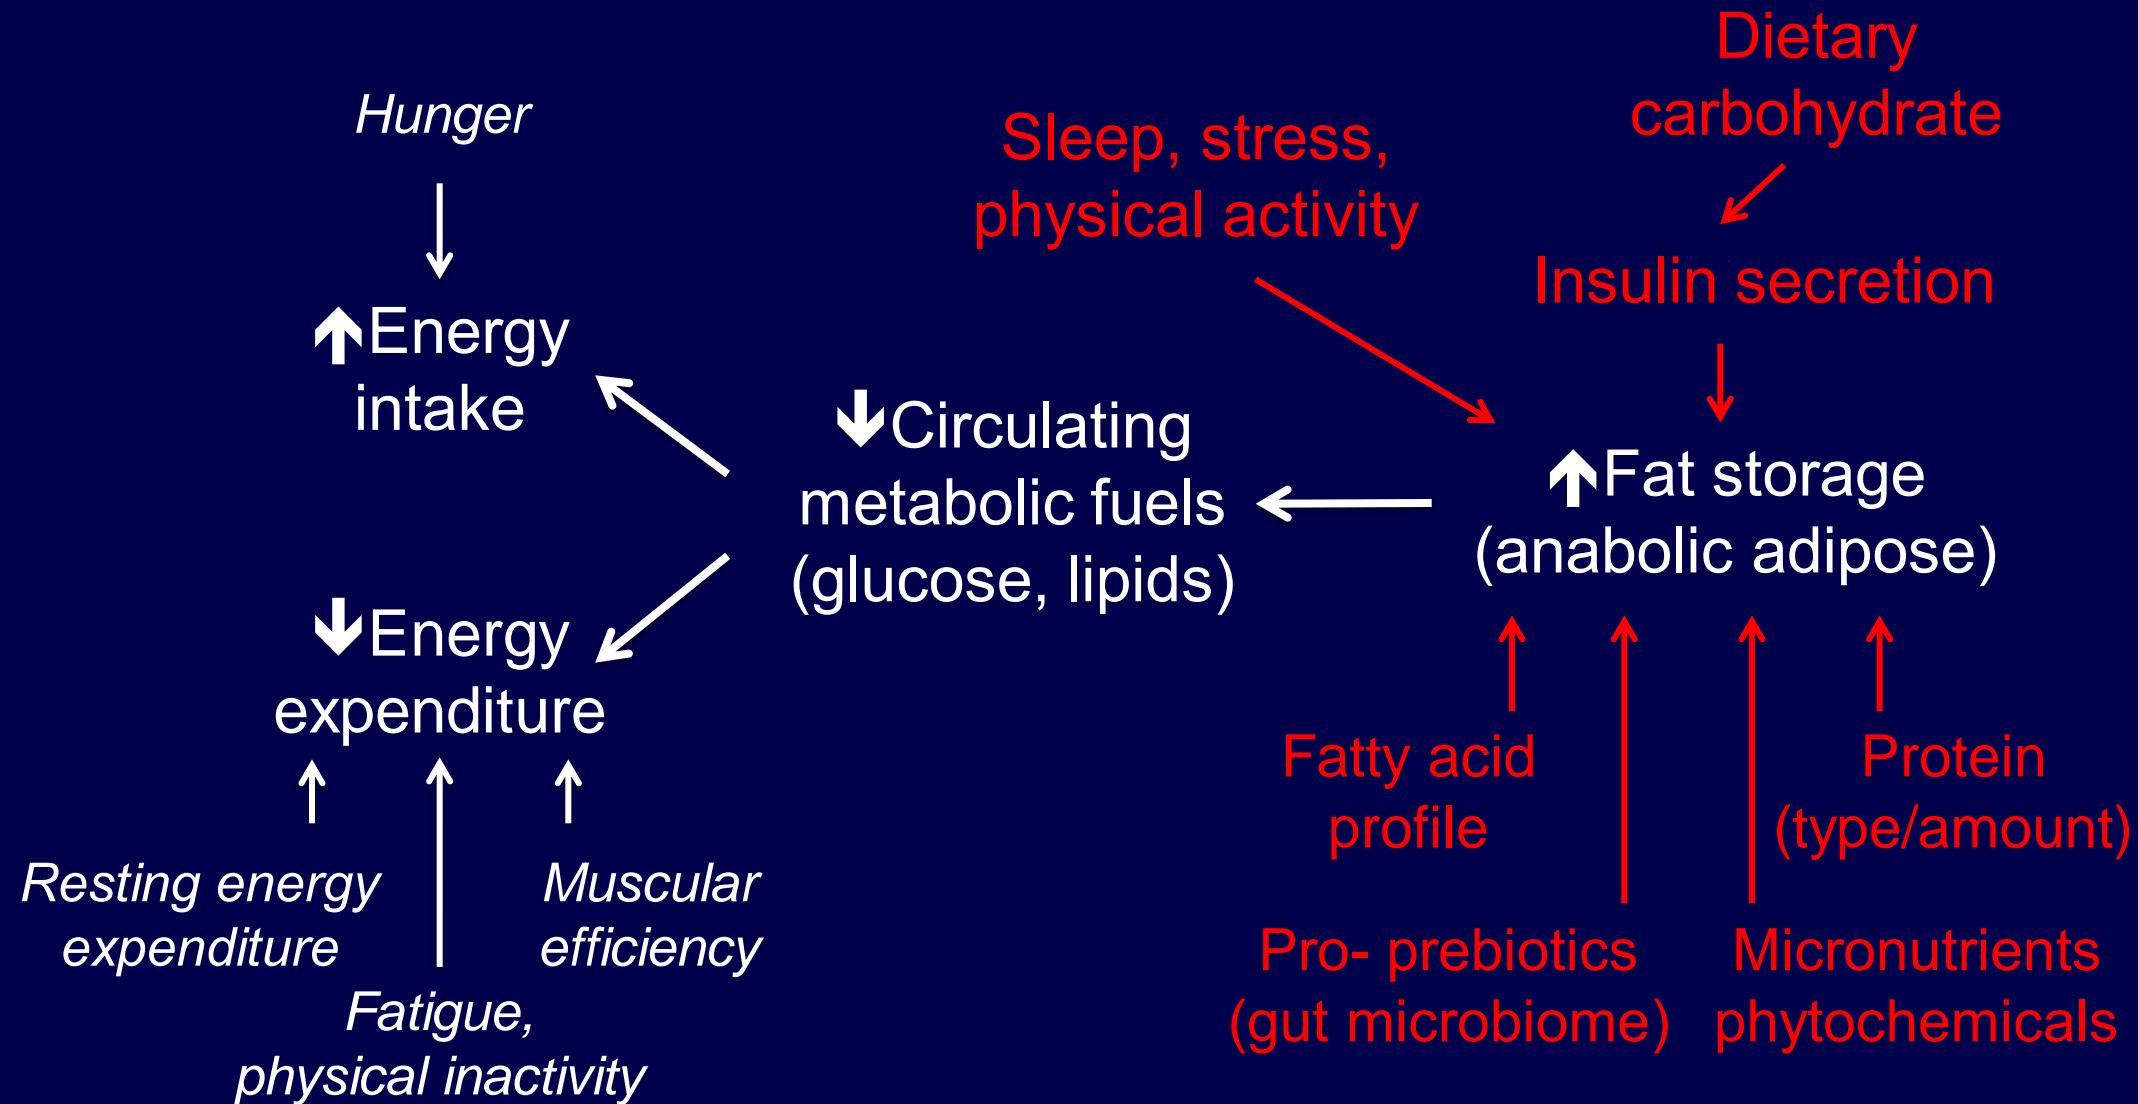 Hunger
↑Energy
intake
↓Energy
expenditure
Resting energy
expenditure
Muscular
efficiency
Fatigue,
physical inactivity
↓Circulating
metabolic fuels
(glucose, lipids)
Sleep, stress,
physical activity
Dietary
carbohydrate
Insulin secretion
↑Fat storage
(anabolic adipose)
Fatty acid
profile
Protein
(type/amount)
Pro- prebiotics
(gut microbiome)
Micronutrients
phytochemicals